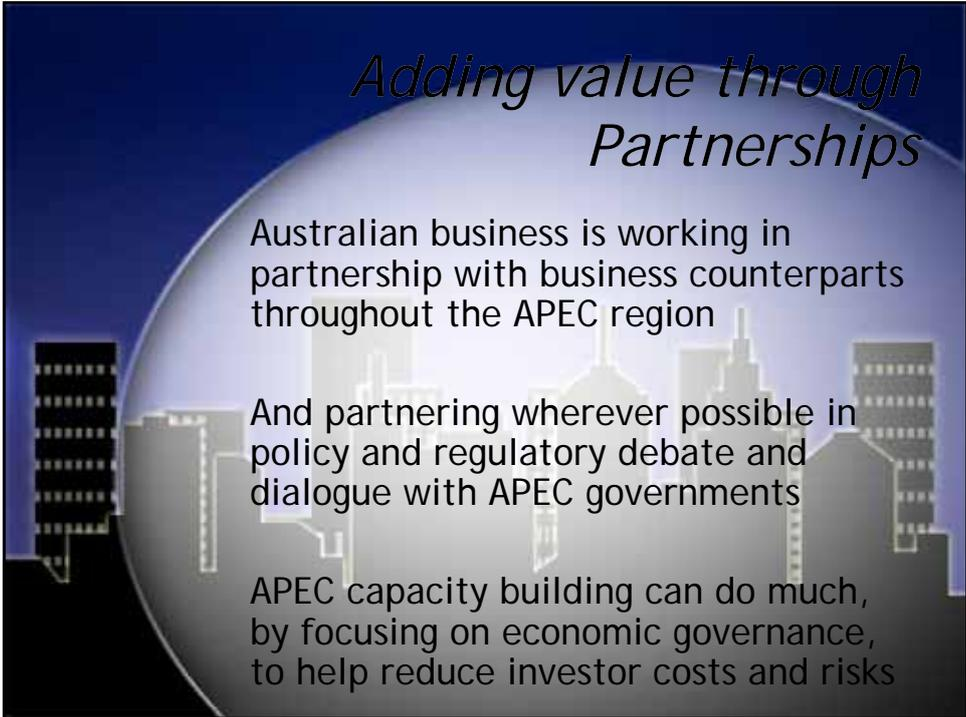 Adding value through
Partnerships
Australian business is working in
partnership with business counterparts
throughout the APEC region
And partnering wherever possible in
policy and regulatory debate and
dialogue with APEC governments
APEC capacity building can do much,
by focusing on economic governance,
to help reduce investor costs and risks